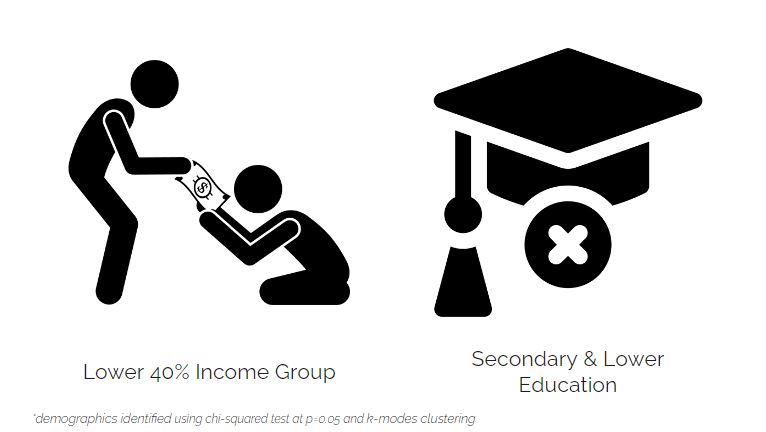 Lower 40% Income Group
Secondary & Lower
Education
*demographics identified using chi-squared test at p=0.05 and k-modes clustering